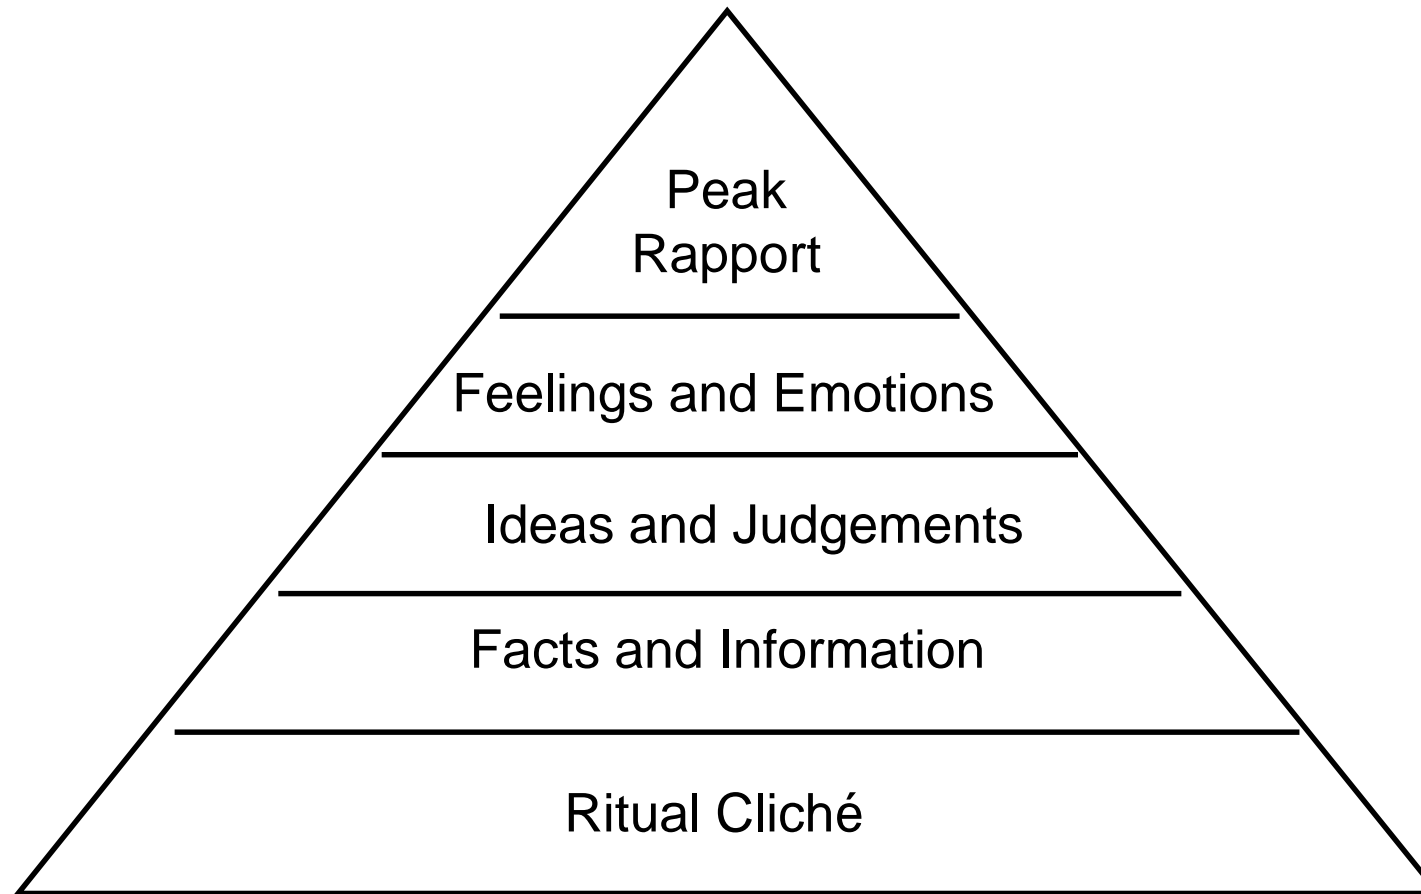 Peak
Rapport
Feelings and Emotions
Ideas and Judgements
Facts and Information
Ritual Cliché